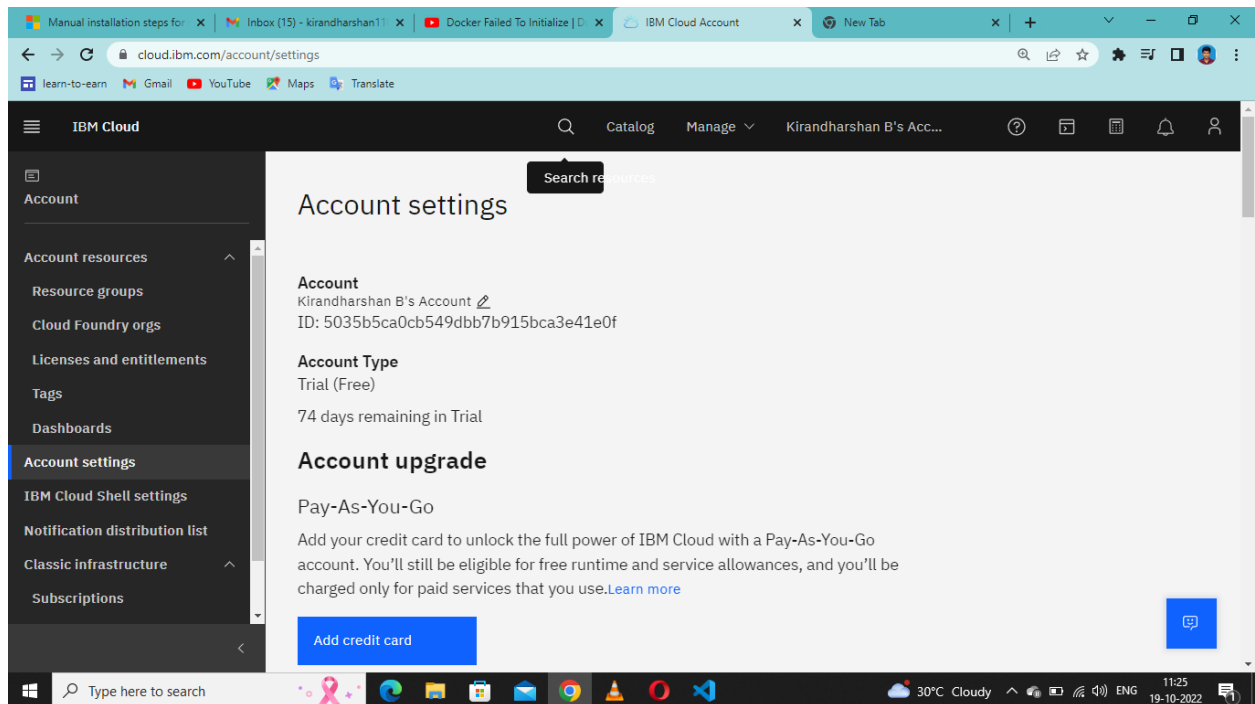 Manual installation steps for
Inbox (15) - kirandharshan11
Docker Failed To Initialize | D
IBM Cloud Account
New Tab
cloud.ibm.com/account/settings
learn-to-earn Gmail YouTube Maps Translate
IBM Cloud Catalog Manage Kirandharshan B's Acc...
Search resources
Account
Account resources
Resource groups
Cloud Foundry orgs
Licenses and entitlements
Tags
Dashboards
Account settings
IBM Cloud Shell settings
Notification distribution list
Classic infrastructure
Subscriptions
Account settings
Account
Kirandharshan B's Account
ID: 5035b5ca0cb549dbb7b915bca3e41e0f
Account Type
Trial (Free)
74 days remaining in Trial
Account upgrade
Pay-As-You-Go
Add your credit card to unlock the full power of IBM Cloud with a Pay-As-You-Go
account. You’ll still be eligible for free runtime and service allowances, and you’ll be
charged only for paid services that you use.Learn more
Add credit card
Type here to search
30°C Cloudy ENG
11:25
19-10-2022
1